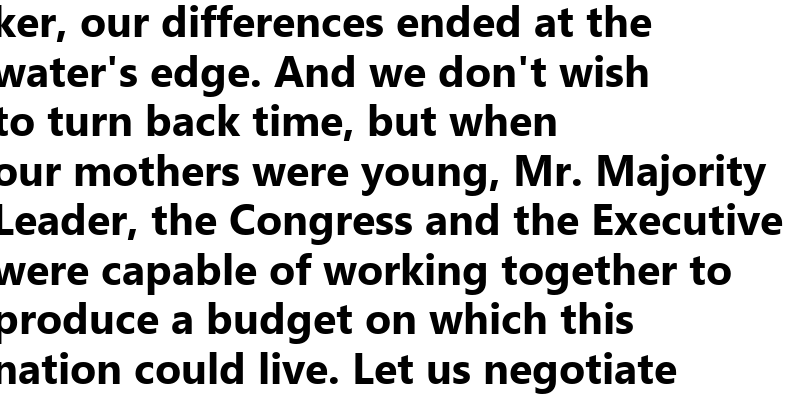 ker, our differences ended at the
water's edge. And we don't wish
to turn back time, but when
our mothers were young, Mr. Majority
Leader, the Congress and the Executive
were capable of working together to
produce a budget on which this
nation could live. Let us negotiate